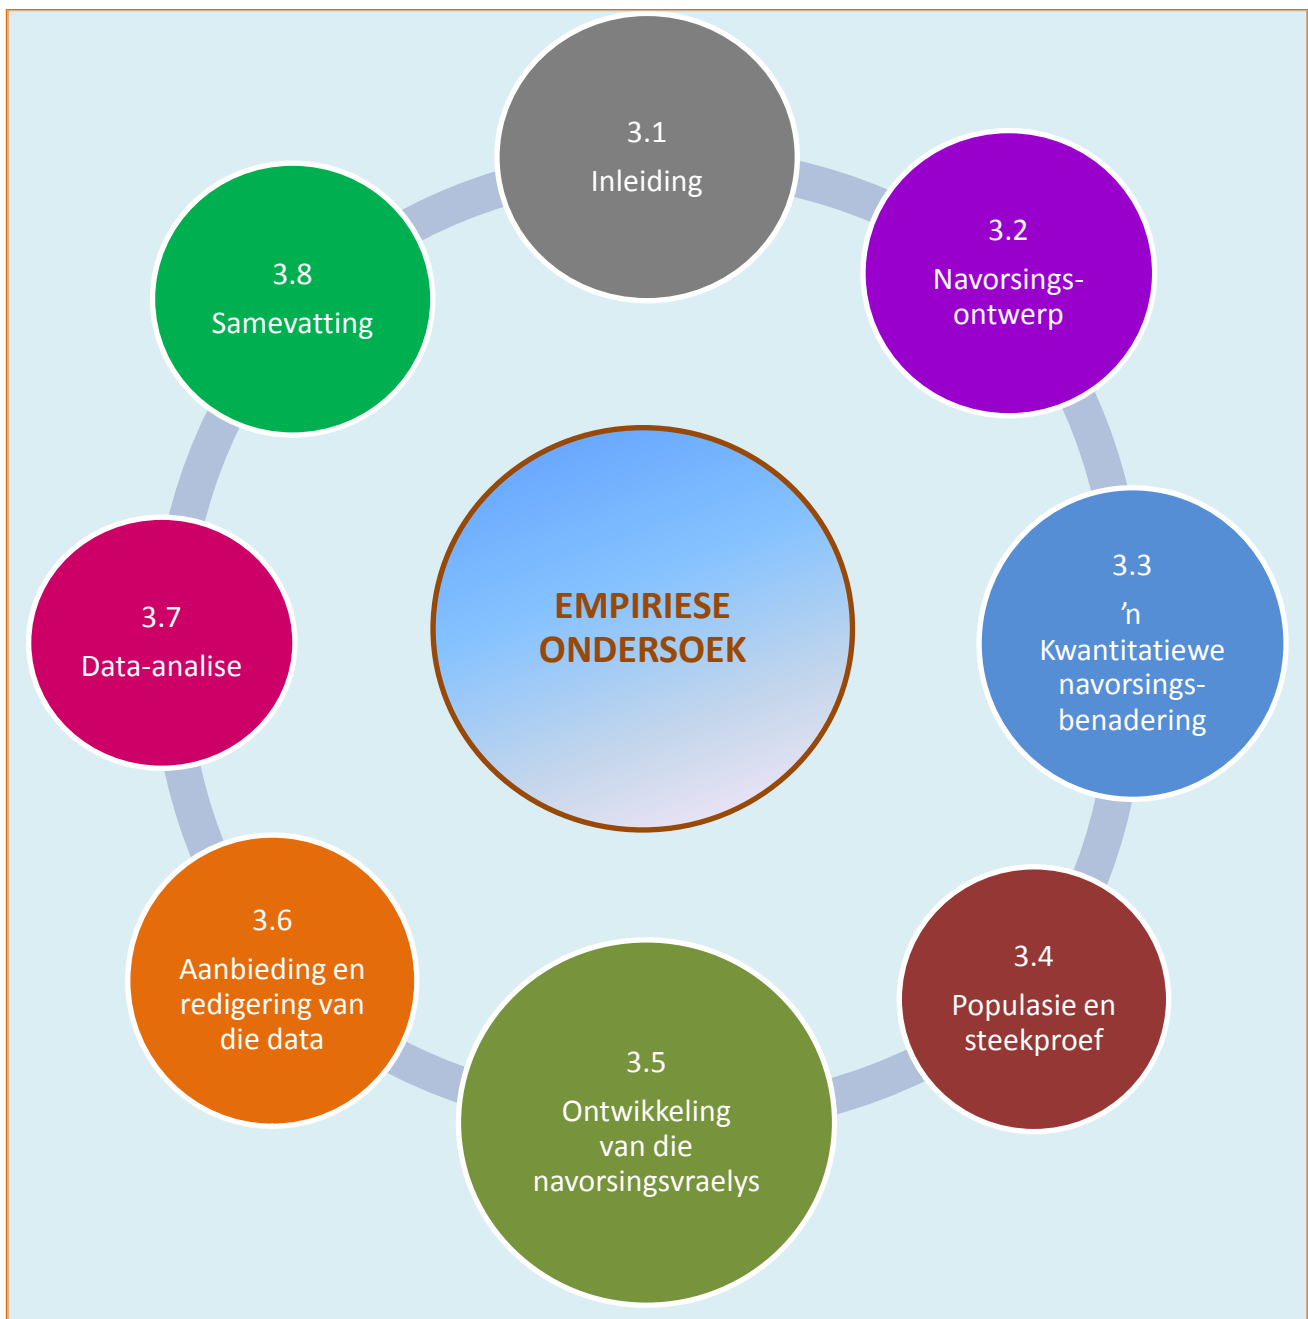 3.1
Inleiding
3.2
Navorsings-
ontwerp
3.3
’n
Kwantitatiewe
navorsings-
benadering
3.4
Populasie en
steekproef
3.5
Ontwikkeling
van die
navorsingsvraelys
3.6
Aanbieding en
redigering van
die data
3.7
Data-analise
3.8
Samevatting
EMPIRIESE
ONDERSOEK